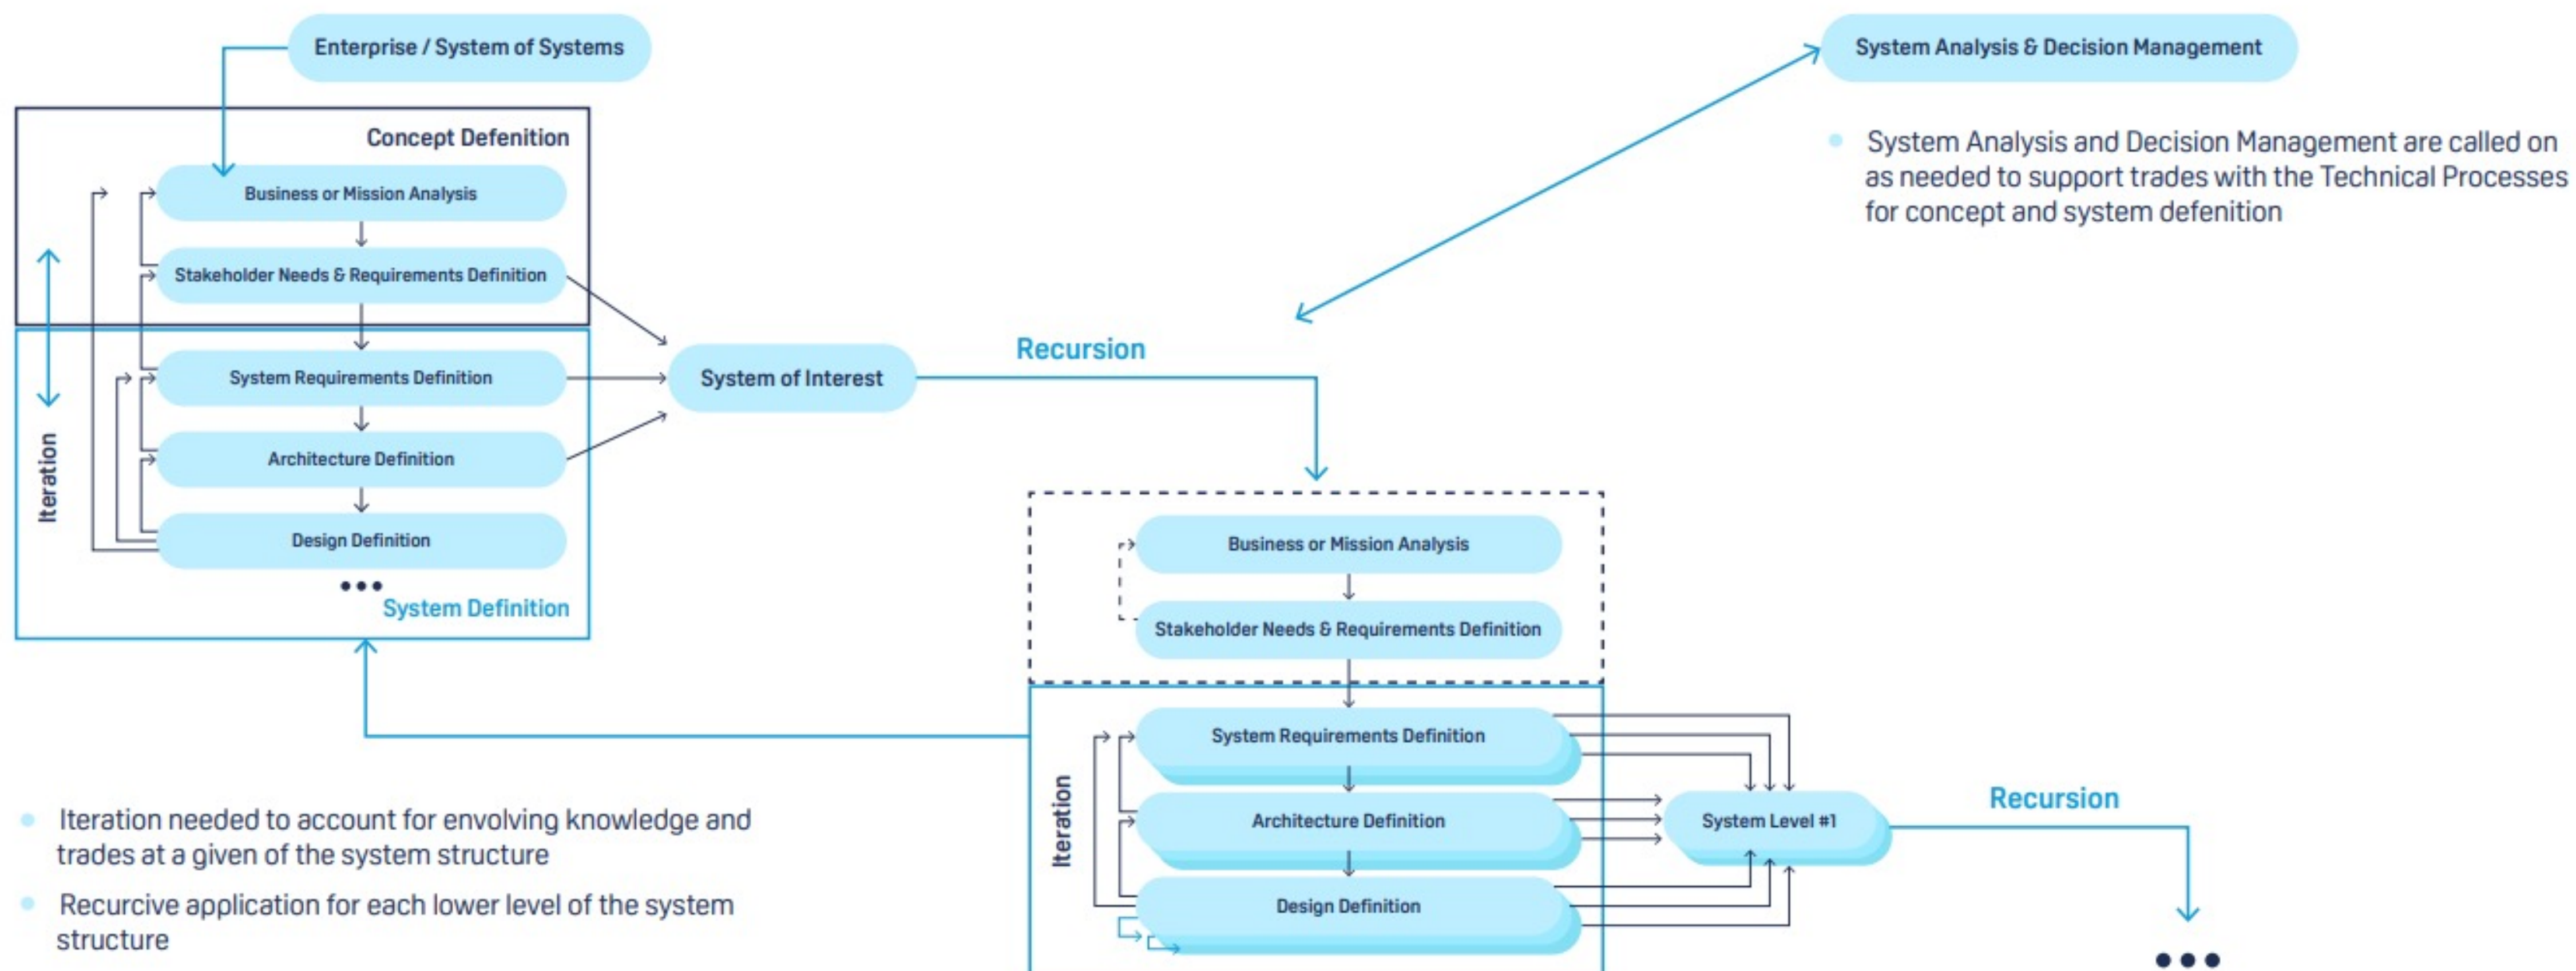 Enterprise / System of Systems
System Analysis & Decision Management
Concept Defenition
Business or Mission Analysis
Stakeholder Needs & Requirements Definition
System Requirements Definition
Architecture Definition
Design Definition
System Definition
Iteration
System of Interest
Recursion
System Analysis and Decision Management are called on
as needed to support trades with the Technical Processes
for concept and system defenition
Business or Mission Analysis
Stakeholder Needs & Requirements Definition
System Requirements Definition
Architecture Definition
Design Definition
Iteration
System Level #1
Recursion
Iteration needed to account for envolving knowledge and
trades at a given of the system structure
Recurcive application for each lower level of the system
structure